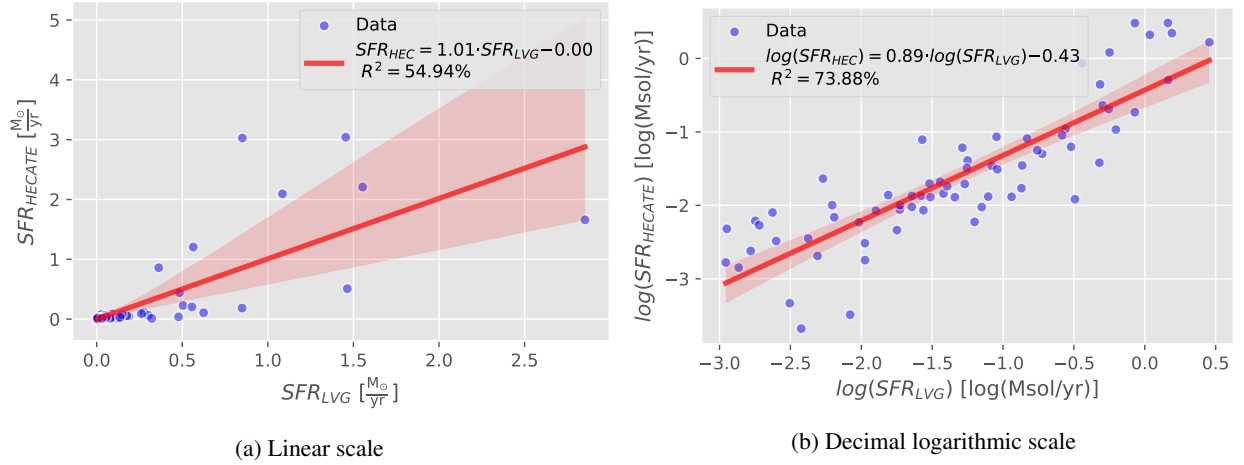 Data
SFR_HEC = 1.01·SFR_LVG−0.00
R² = 54.94%
5
4
3
2
1
0
SFR_HECATE [M⊙/yr]
0.0 0.5 1.0 1.5 2.0 2.5
SFR_LVG [M⊙/yr]
(a) Linear scale
Data
log(SFR_HEC) = 0.89·log(SFR_LVG)−0.43
R² = 73.88%
0
−1
−2
−3
log(SFR_HECATE) [log(Msol/yr)]
−3.0 −2.5 −2.0 −1.5 −1.0 −0.5 0.0 0.5
log(SFR_LVG) [log(Msol/yr)]
(b) Decimal logarithmic scale